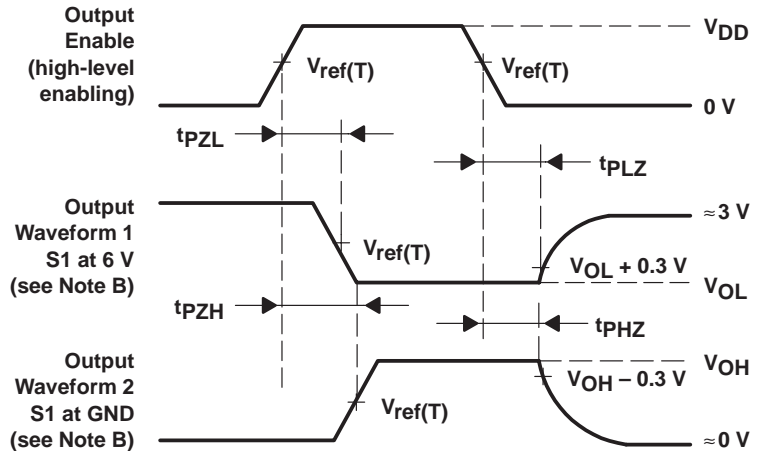 Output
Enable
(high-level
enabling)
Vref(T)
Vref(T)
VDD
0 V
tPZL
tPLZ
Output
Waveform 1
S1 at 6 V
(see Note B)
Vref(T)
≈3 V
VOL + 0.3 V
VOL
tPZH
tPHZ
Output
Waveform 2
S1 at GND
(see Note B)
Vref(T)
VOH
VOH – 0.3 V
≈0 V